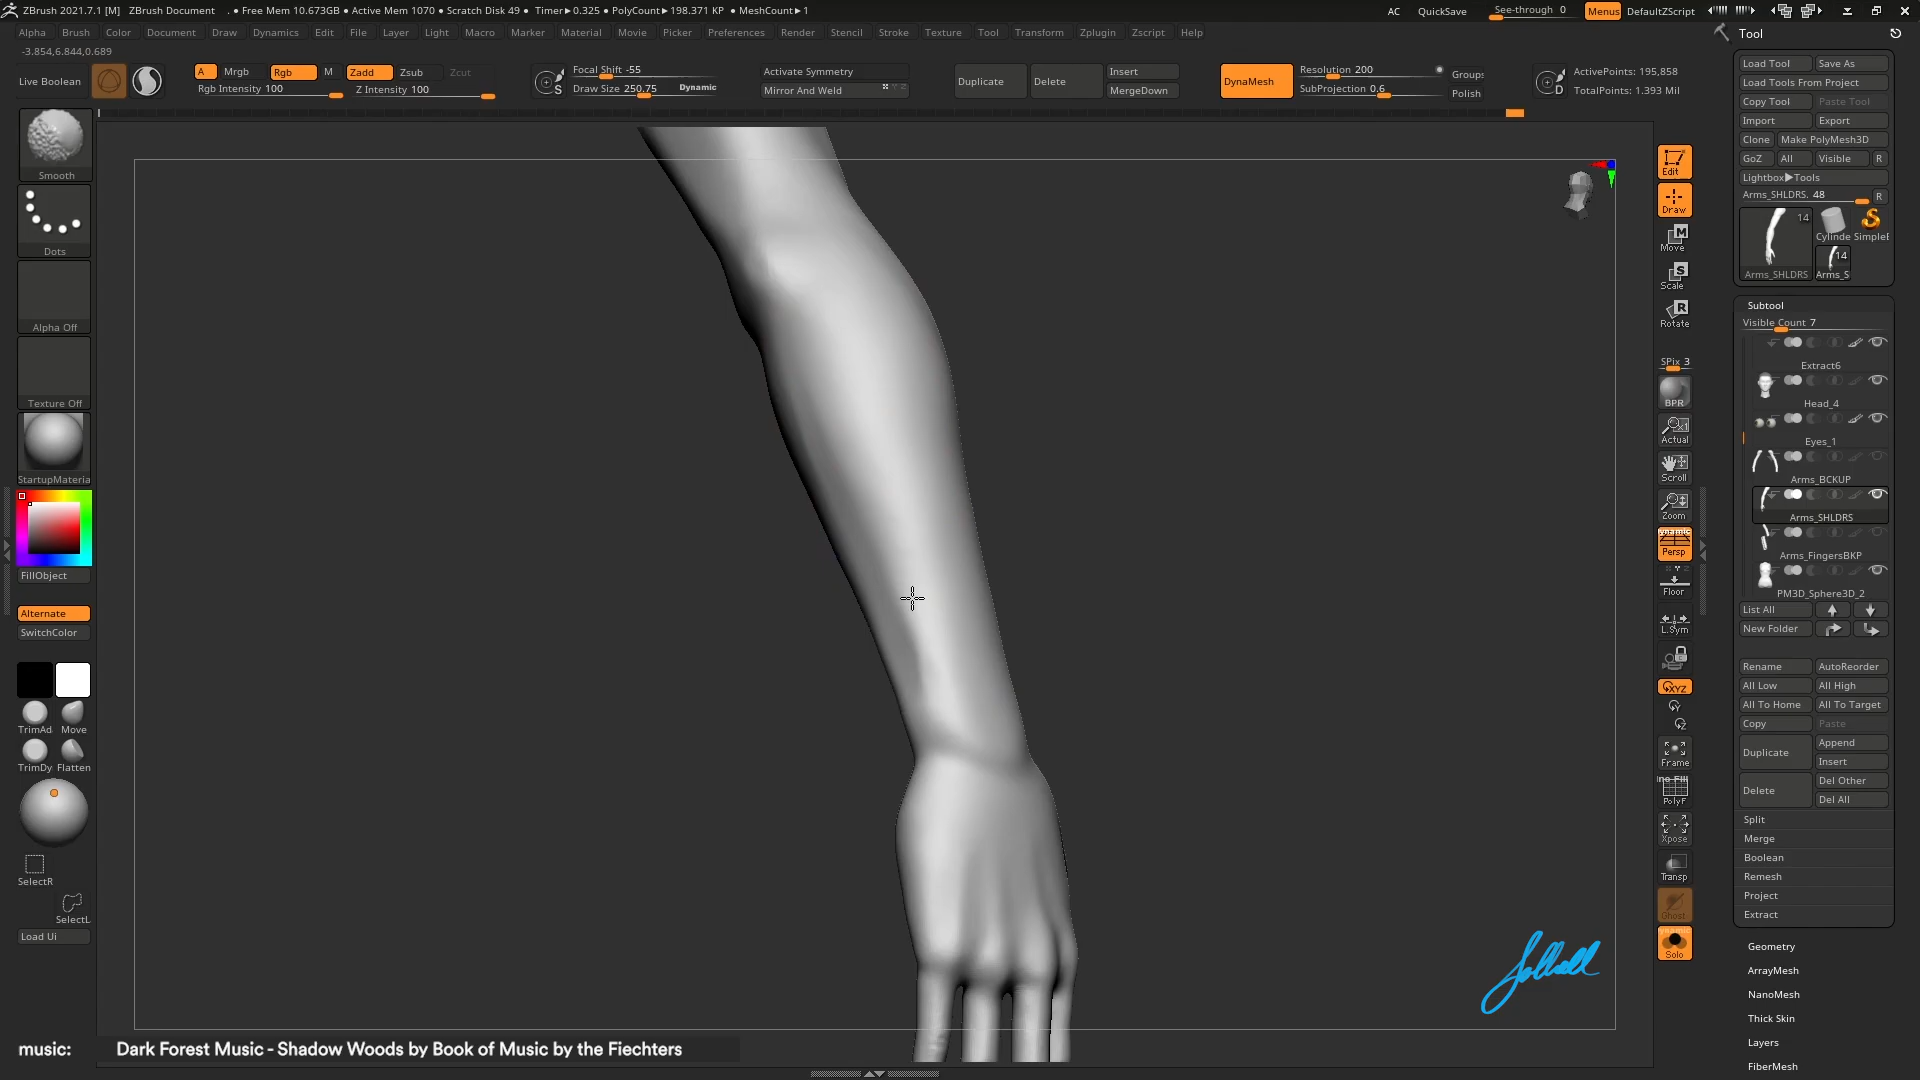 ZBrush 2021.7.1 [M] ZBrush Document . ● Free Mem 10.673GB ● Active Mem 1070 ● Scratch Disk 49 ● Timer▶0.325 ● PolyCount▶198.371 KP ● MeshCount▶1 AC QuickSave See-through 0 Menus DefaultZScript
Alpha Brush Color Document Draw Dynamics Edit File Layer Light Macro Marker Material Movie Picker Preferences Render Stencil Stroke Texture Tool Transform Zplugin Zscript Help
-3.854,6.844,0.689
Live Boolean
A Mrgb Rgb M Zadd Zsub Zcut
Rgb Intensity 100 Z Intensity 100
S
Focal Shift -55
Draw Size 250.75 Dynamic
Activate Symmetry
Mirror And Weld
Duplicate Delete
Insert
MergeDown
DynaMesh
Resolution 200
SubProjection 0.6
Groups
Polish
D
ActivePoints: 195,858
TotalPoints: 1.393 Mil
Smooth
Dots
Alpha Off
Texture Off
StartupMateria
FillObject
Alternate
SwitchColor
TrimAd Move
TrimDy Flatten
SelectR
SelectL
Load Ui
Edit
Draw
Move
Scale
Rotate
SPix 3
BPR
Actual
Scroll
Zoom
Persp
Floor
L.Sym
XYZ
Y
Z
Frame
PolyF
Xpose
Transp
Ghost
Solo
Tool
Load Tool Save As
Load Tools From Project
Copy Tool Paste Tool
Import Export
Clone Make PolyMesh3D
GoZ All Visible R
Lightbox▶Tools
Arms_SHLDRS. 48 R
14
Cylinde SimpleE
14
Arms_SHLDRS Arms_S
Subtool
Visible Count 7
Extract6
Head_4
Eyes_1
Arms_BCKUP
Arms_SHLDRS
Arms_FingersBKP
PM3D_Sphere3D_2
List All
New Folder
Rename AutoReorder
All Low All High
All To Home All To Target
Copy Paste
Duplicate Append
Insert
Delete Del Other
Del All
Split
Merge
Boolean
Remesh
Project
Extract
Geometry
ArrayMesh
NanoMesh
Thick Skin
Layers
FiberMesh
music: Dark Forest Music - Shadow Woods by Book of Music by the Fiechters